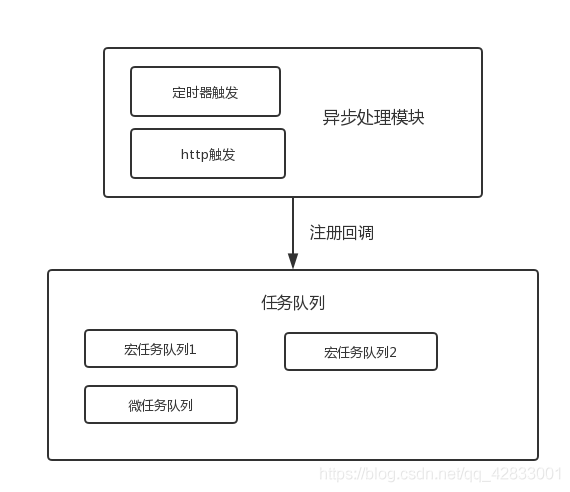 定时器触发
异步处理模块
http触发
注册回调
任务队列
宏任务队列1
宏任务队列2
微任务队列
https://blog.csdn.net/qq_42833001